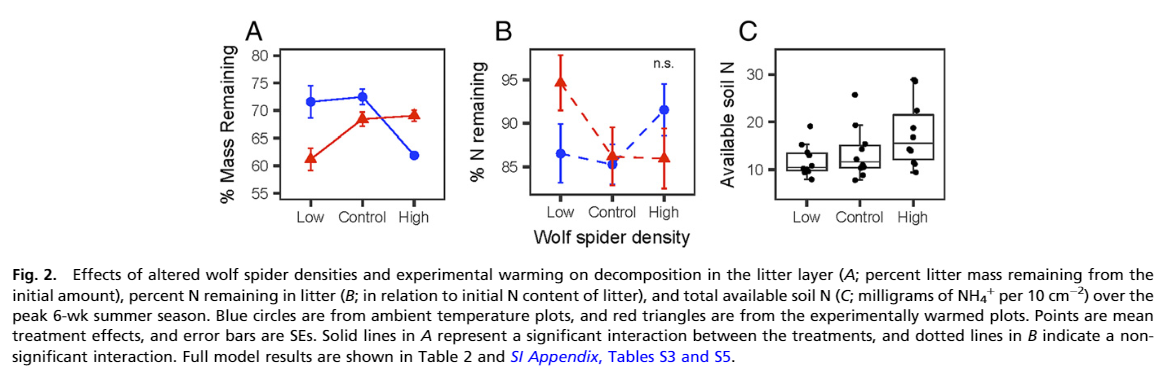 A B C
% Mass Remaining
80
75
70
65
60
55
Low Control High
% N remaining
95
90
85
n.s.
Low Control High
Wolf spider density
Available soil N
30
20
10
Low Control High
Fig. 2. Effects of altered wolf spider densities and experimental warming on decomposition in the litter layer (A; percent litter mass remaining from the
initial amount), percent N remaining in litter (B; in relation to initial N content of litter), and total available soil N (C; milligrams of NH₄⁺ per 10 cm⁻²) over the
peak 6-wk summer season. Blue circles are from ambient temperature plots, and red triangles are from the experimentally warmed plots. Points are mean
treatment effects, and error bars are SEs. Solid lines in A represent a significant interaction between the treatments, and dotted lines in B indicate a non-
significant interaction. Full model results are shown in Table 2 and SI Appendix, Tables S3 and S5.